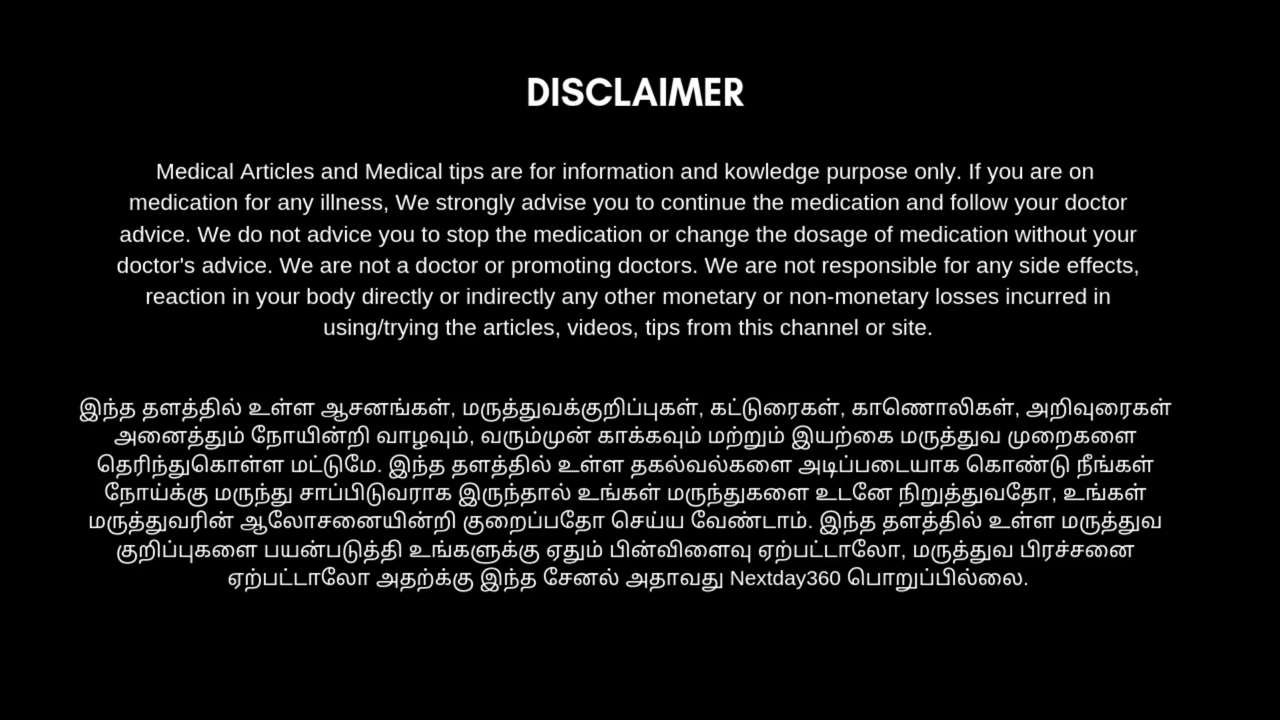 DISCLAIMER
Medical Articles and Medical tips are for information and kowledge purpose only. If you are on
medication for any illness, We strongly advise you to continue the medication and follow your doctor
advice. We do not advice you to stop the medication or change the dosage of medication without your
doctor's advice. We are not a doctor or promoting doctors. We are not responsible for any side effects,
reaction in your body directly or indirectly any other monetary or non-monetary losses incurred in
using/trying the articles, videos, tips from this channel or site.
இந்த தளத்தில் உள்ள ஆசனங்கள், மருத்துவக்குறிப்புகள், கட்டுரைகள், காணொலிகள், அறிவுரைகள்
அனைத்தும் நோயின்றி வாழவும், வரும்முன் காக்கவும் மற்றும் இயற்கை மருத்துவ முறைகளை
தெரிந்துகொள்ள மட்டுமே. இந்த தளத்தில் உள்ள தகல்வல்களை அடிப்படையாக கொண்டு நீங்கள்
நோய்க்கு மருந்து சாப்பிடுவராக இருந்தால் உங்கள் மருந்துகளை உடனே நிறுத்துவதோ, உங்கள்
மருத்துவரின் ஆலோசனையின்றி குறைப்பதோ செய்ய வேண்டாம். இந்த தளத்தில் உள்ள மருத்துவ
குறிப்புகளை பயன்படுத்தி உங்களுக்கு ஏதும் பின்விளைவு ஏற்பட்டாலோ, மருத்துவ பிரச்சனை
ஏற்பட்டாலோ அதற்க்கு இந்த சேனல் அதாவது Nextday360 பொறுப்பில்லை.